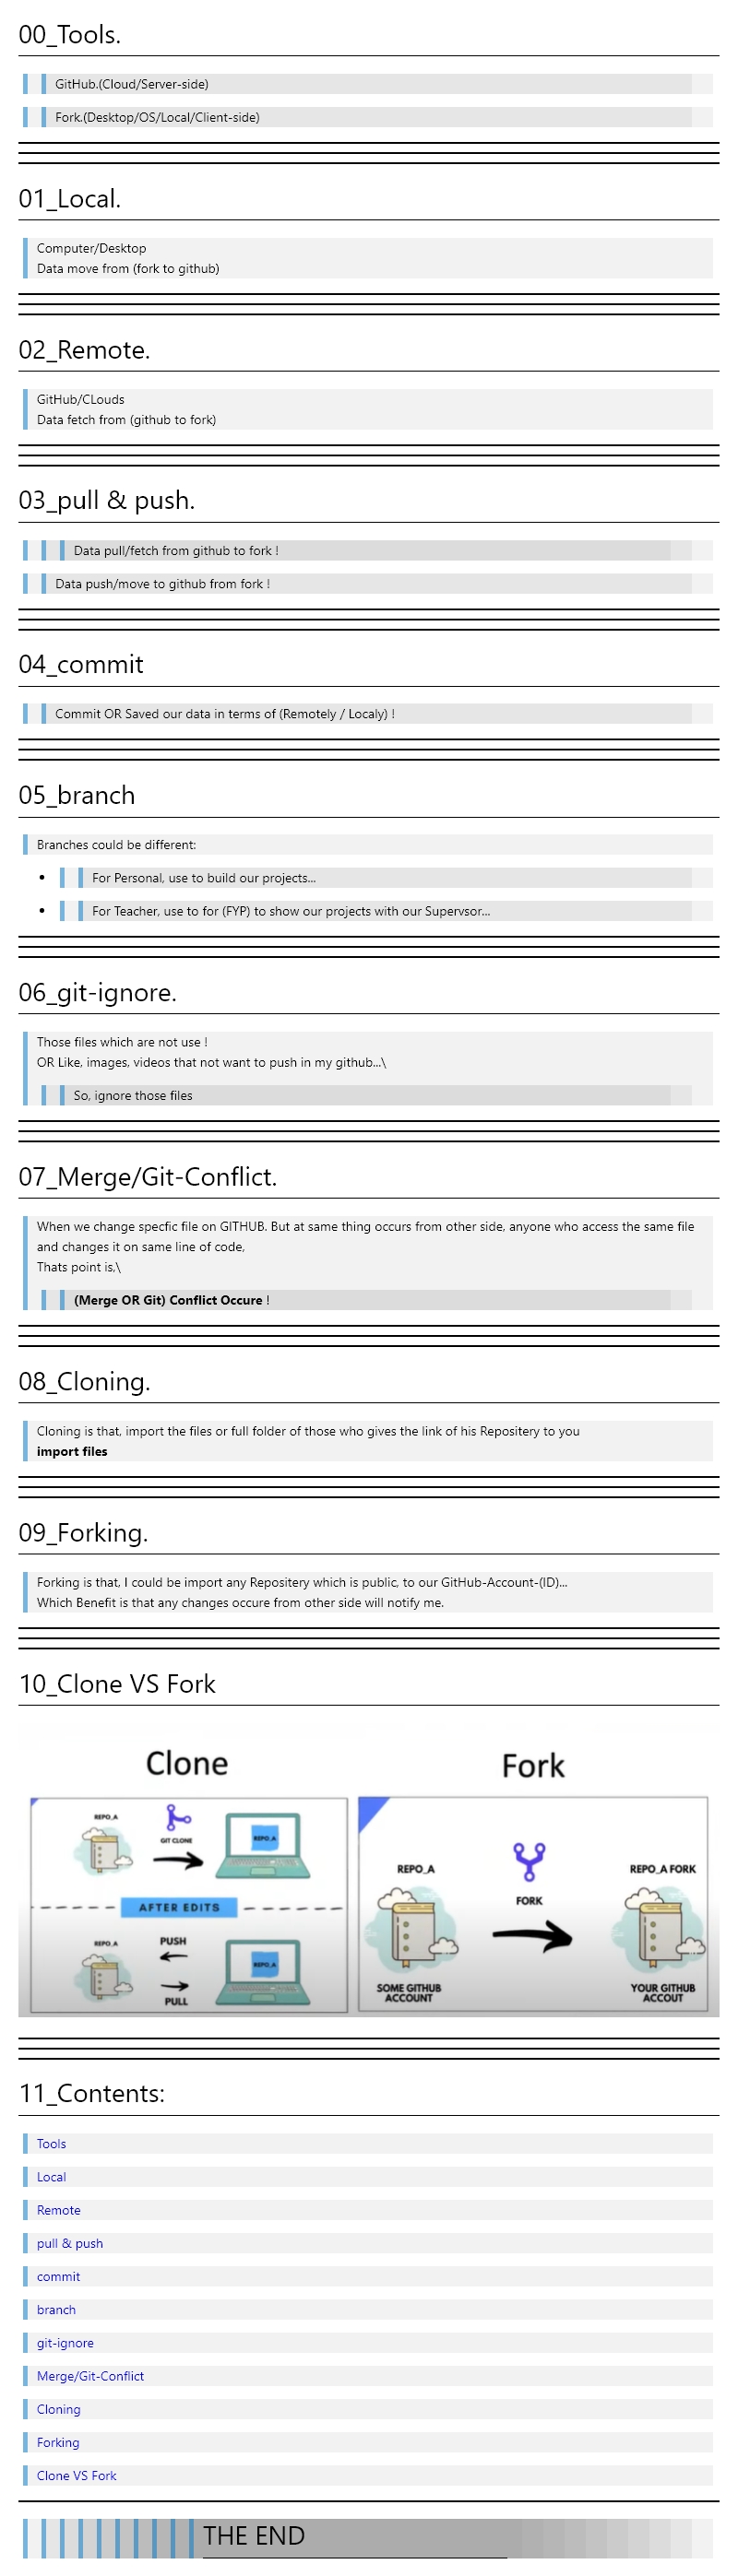 00_Tools.
GitHub.(Cloud/Server-side)
Fork.(Desktop/OS/Local/Client-side)
01_Local.
Computer/Desktop
Data move from (fork to github)
02_Remote.
GitHub/CLouds
Data fetch from (github to fork)
03_pull & push.
Data pull/fetch from github to fork !
Data push/move to github from fork !
04_commit
Commit OR Saved our data in terms of (Remotely / Localy) !
05_branch
Branches could be different:
For Personal, use to build our projects...
For Teacher, use to for (FYP) to show our projects with our Supervsor...
06_git-ignore.
Those files which are not use !
OR Like, images, videos that not want to push in my github...\
So, ignore those files
07_Merge/Git-Conflict.
When we change specfic file on GITHUB. But at same thing occurs from other side, anyone who access the same file
and changes it on same line of code,
Thats point is,\
(Merge OR Git) Conflict Occure !
08_Cloning.
Cloning is that, import the files or full folder of those who gives the link of his Repositery to you
import files
09_Forking.
Forking is that, I could be import any Repositery which is public, to our GitHub-Account-(ID)...
Which Benefit is that any changes occure from other side will notify me.
10_Clone VS Fork
Clone
REPO_A
GIT CLONE
REPO_A
AFTER EDITS
REPO_A
PUSH
PULL
REPO_A
Fork
REPO_A
FORK
REPO_A FORK
SOME GITHUB
ACCOUNT
YOUR GITHUB
ACCOUT
11_Contents:
Tools
Local
Remote
pull & push
commit
branch
git-ignore
Merge/Git-Conflict
Cloning
Forking
Clone VS Fork
THE END